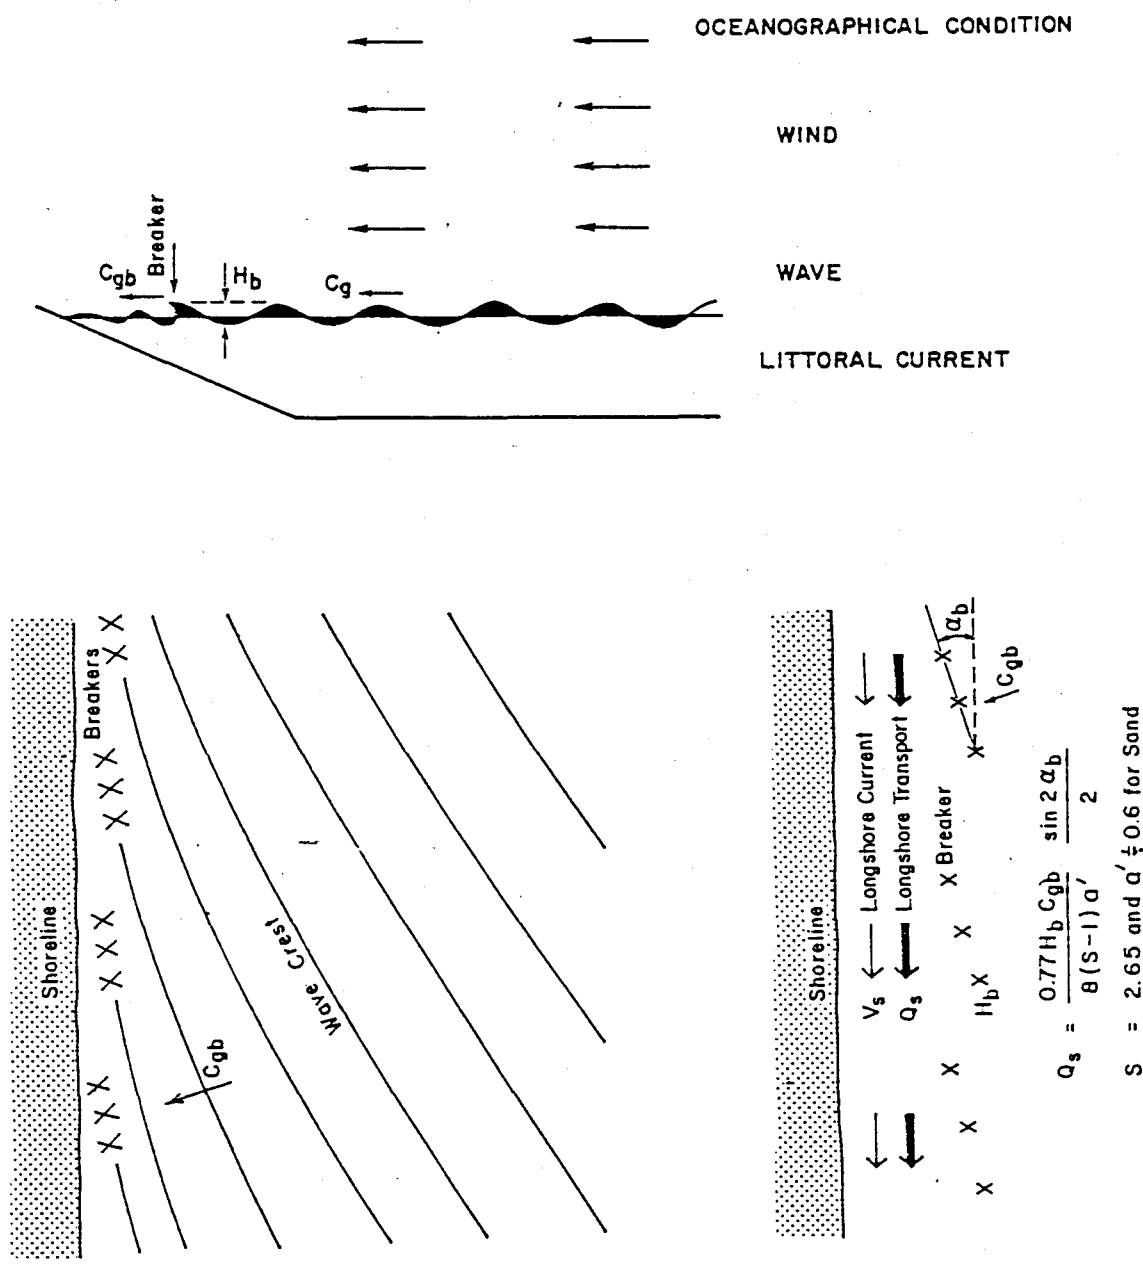 OCEANOGRAPHICAL CONDITION
WIND
Breaker
Cgb
Hb
Cg
WAVE
LITTORAL CURRENT
Shoreline
Breakers
Wave Crest
Cgb
Shoreline
Vs
Longshore Current
Qs
Longshore Transport
Breaker
Hb
αb
Cgb
Qs = 0.77 Hb Cgb / 8 (S-1) a′ sin 2 αb / 2
S = 2.65 and a′ ≑ 0.6 for Sand